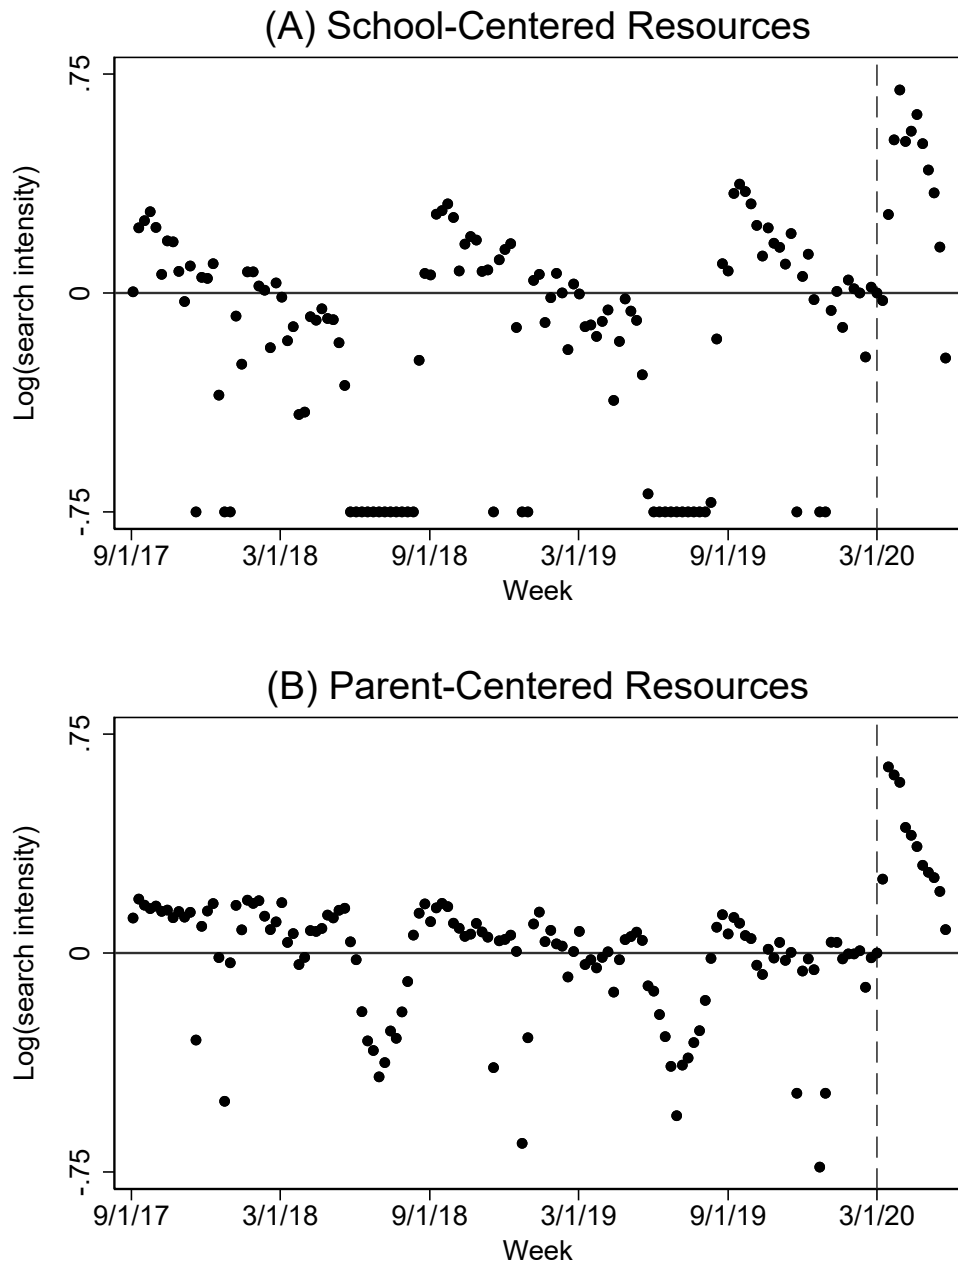 (A) School-Centered Resources
Log(search intensity)
.75
0
-.75
9/1/17 3/1/18 9/1/18 3/1/19 9/1/19 3/1/20
Week
(B) Parent-Centered Resources
Log(search intensity)
.75
0
-.75
9/1/17 3/1/18 9/1/18 3/1/19 9/1/19 3/1/20
Week